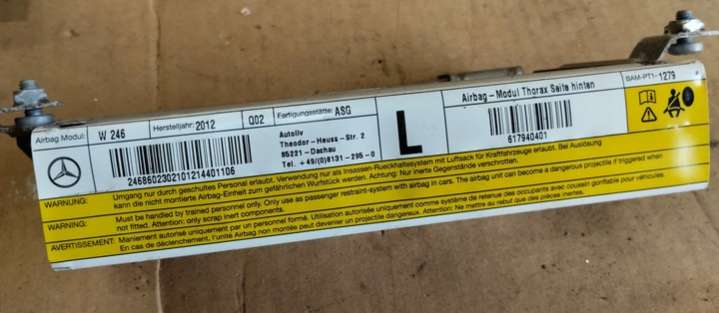 Airbag Modul: W 246 Herstelljahr: 2012 Q02 Fertigungsstätte: ASG
Autoliv
Theodor-Heuss-Str. 2
85221-Dachau
Tel. +49/(0)8131-295-0
2468602302101214401106
L
Airbag-Modul Thorax Seite hinten
617940401
BAM-PT1-1279
WARNUNG: Umgang nur durch geschultes Personal erlaubt. Verwendung nur als Insassen-Rueckhaltesystem mit Luftsack für Kraftfahrzeuge erlaubt. Bei Auslösung
kann die nicht montierte Airbag-Einheit zum gefährlichen Wurfstück werden. Achtung: Nur inerte Gegenstände verschrotten.
WARNING: Must be handled by trained personnel only. Only use as passenger restraint-system with airbag in cars. The airbag unit can become a dangerous projectile if triggered when
not fitted. Attention: only scrap inert components.
AVERTISSEMENT: Maniement autorisé uniquement par un personnel formé. Utilisation autorisée uniquement comme système de retenue des occupants avec coussin gonflable pour véhicules.
En cas de déclenchement, l'unité Airbag non montée peut devenir un projectile dangereux. Attention: Ne mettre au rebut que des pièces inertes.